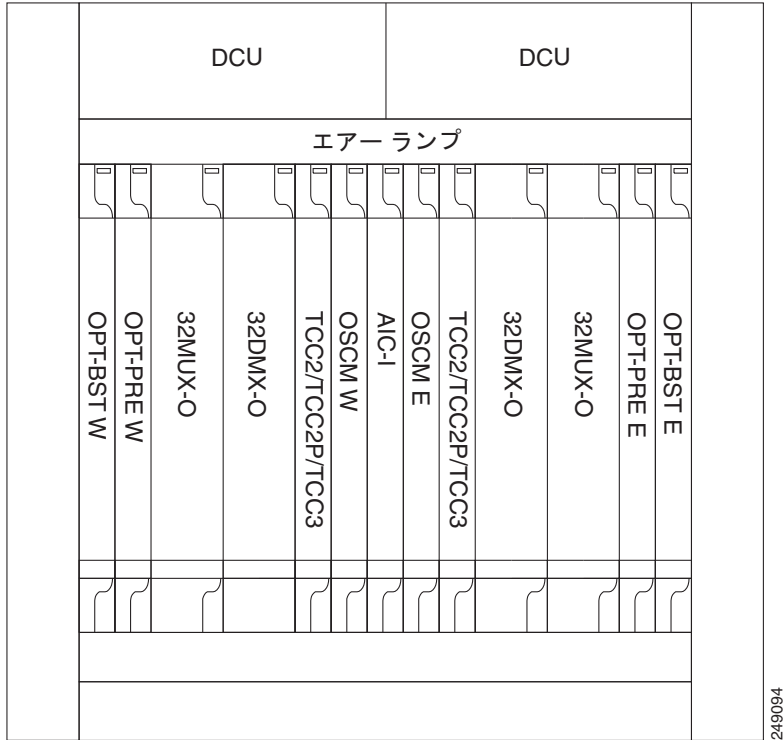 DCU
DCU
エアー ランプ
OPT-BST W
OPT-PRE W
32MUX-O
32DMX-O
TCC2/TCC2P/TCC3
OSCM W
AIC-I
OSCM E
TCC2/TCC2P/TCC3
32DMX-O
32MUX-O
OPT-PRE E
OPT-BST E
249094